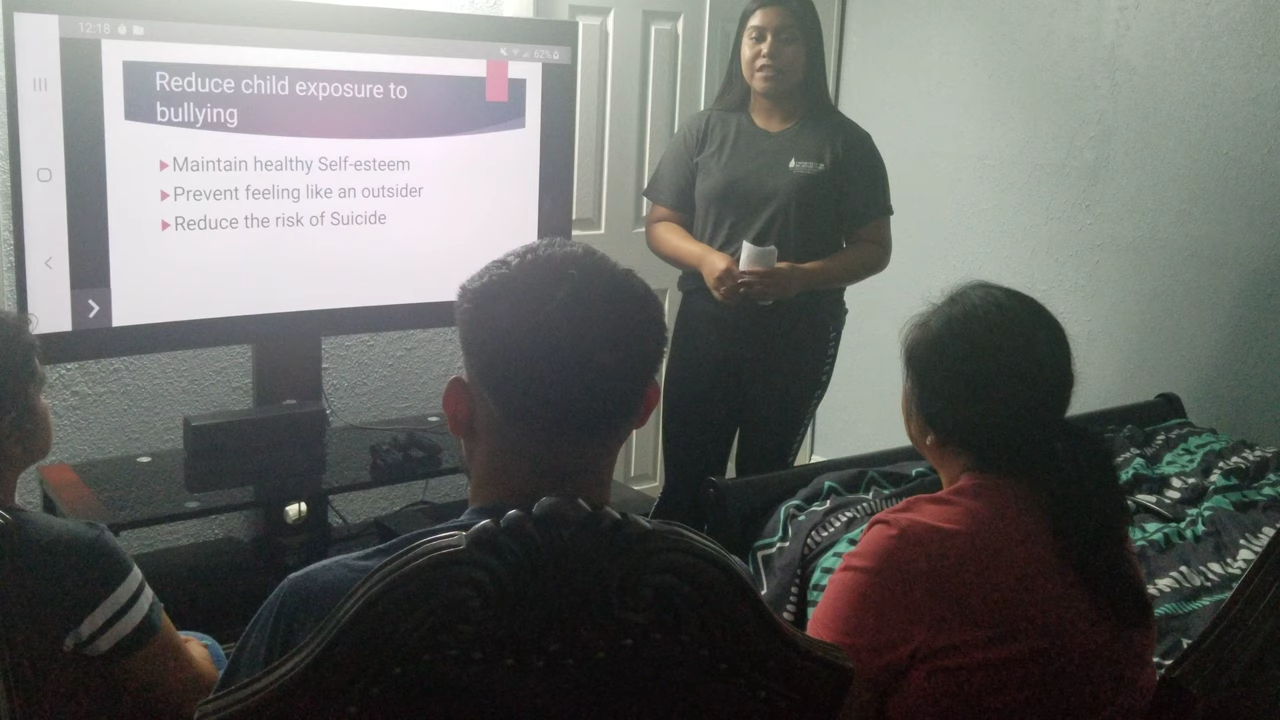 12:18
62%
Reduce child exposure to
bullying
Maintain healthy Self-esteem
Prevent feeling like an outsider
Reduce the risk of Suicide